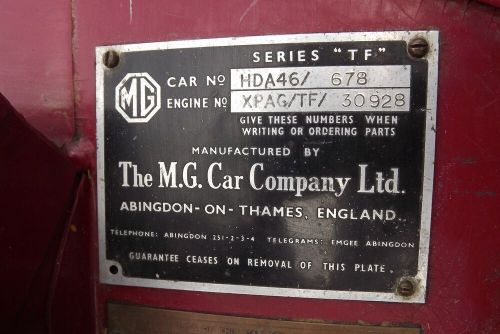 SERIES "TF"
MG
CAR NO HDA46/ 678
ENGINE NO XPAG/TF/ 30928
GIVE THESE NUMBERS WHEN
WRITING OR ORDERING PARTS
MANUFACTURED BY
The M.G. Car Company Ltd.
ABINGDON-ON-THAMES, ENGLAND.
TELEPHONE: ABINGDON 251-2-3-4 TELEGRAMS: EMGEE ABINGDON
GUARANTEE CEASES ON REMOVAL OF THIS PLATE.